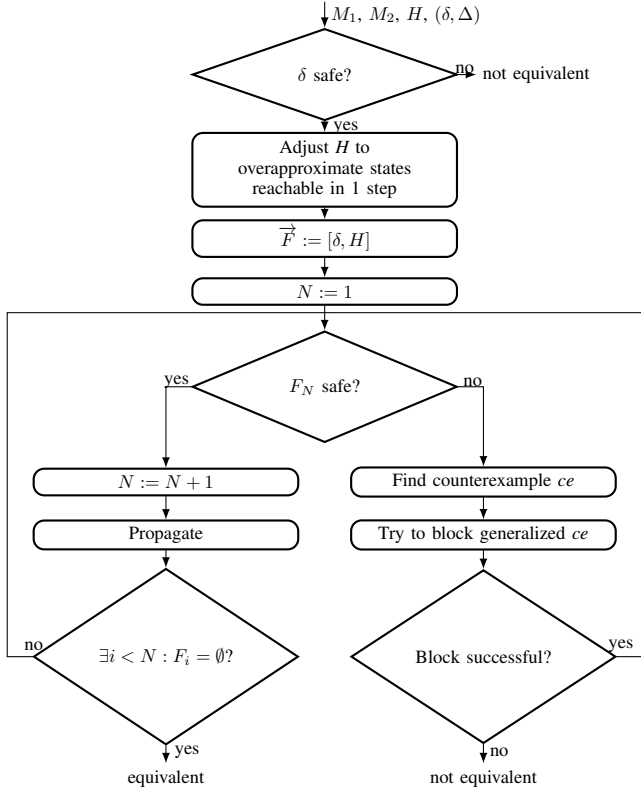 M₁, M₂, H, (δ, Δ)
δ safe?
no
not equivalent
yes
Adjust H to
overapproximate states
reachable in 1 step
F⃗ := [δ, H]
N := 1
yes
F_N safe?
no
N := N + 1
Find counterexample ce
Propagate
Try to block generalized ce
no
∃i < N : F_i = ∅?
Block successful?
yes
yes
no
equivalent
not equivalent